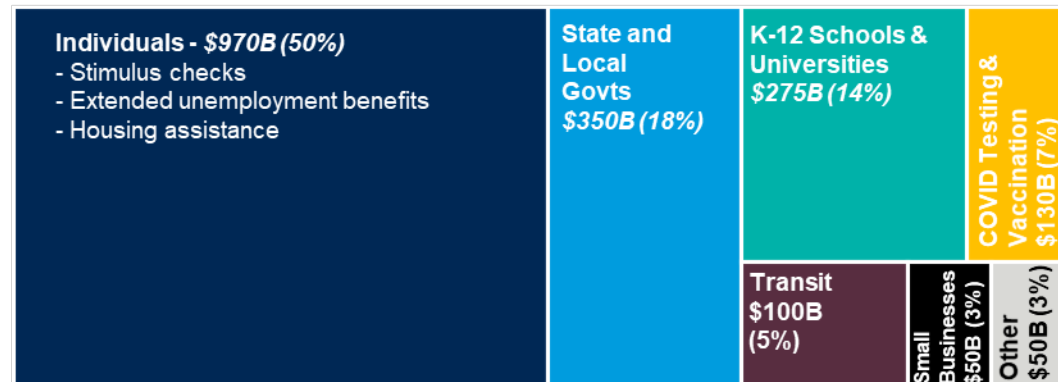 Individuals - $970B (50%)
- Stimulus checks
- Extended unemployment benefits
- Housing assistance
State and
Local
Govts
$350B (18%)
K-12 Schools &
Universities
$275B (14%)
COVID Testing &
Vaccination
$130B (7%)
Transit
$100B
(5%)
Small
Businesses
$50B (3%)
Other
$50B (3%)